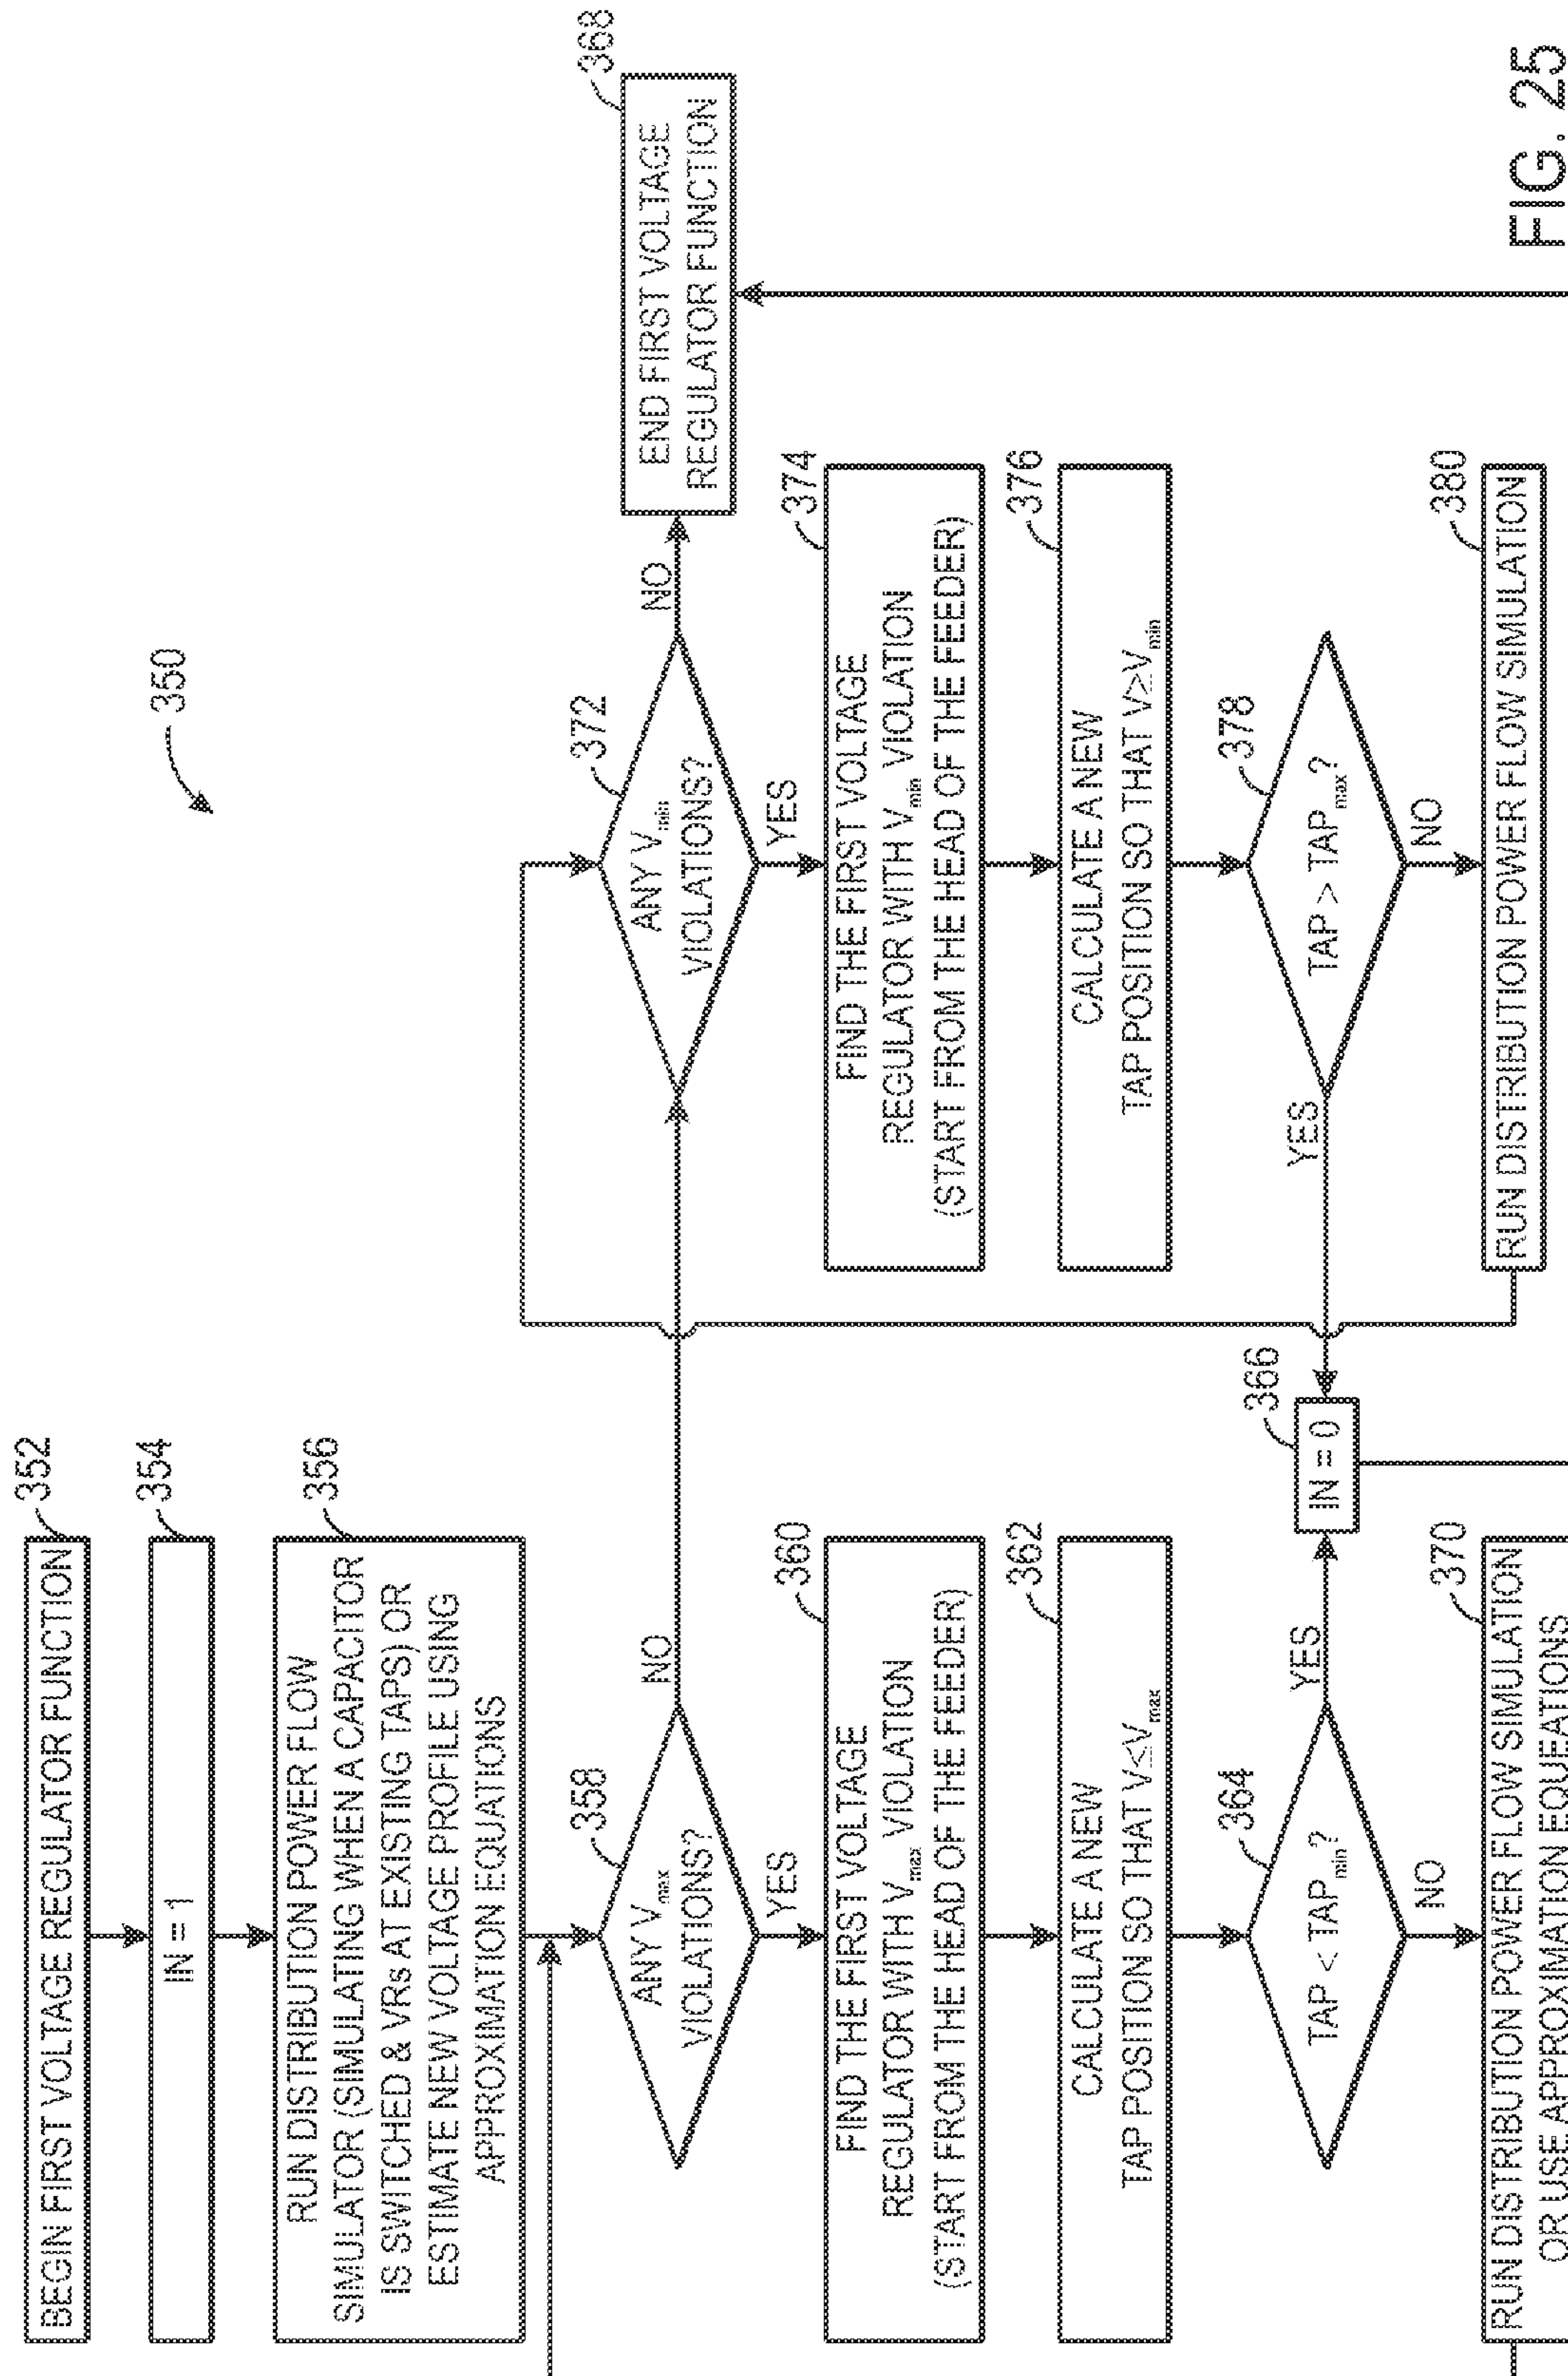 350
352
BEGIN FIRST VOLTAGE REGULATOR FUNCTION
354
IN = 1
356
RUN DISTRIBUTION POWER FLOW
SIMULATOR (SIMULATING WHEN A CAPACITOR
IS SWITCHED & VRs AT EXISTING TAPS) OR
ESTIMATE NEW VOLTAGE PROFILE USING
APPROXIMATION EQUATIONS
358
ANY Vmax
VIOLATIONS?
NO
YES
360
FIND THE FIRST VOLTAGE
REGULATOR WITH Vmax VIOLATION
(START FROM THE HEAD OF THE FEEDER)
362
CALCULATE A NEW
TAP POSITION SO THAT V≤Vmax
364
TAP < TAPmin?
YES
NO
366
IN = 0
370
RUN DISTRIBUTION POWER FLOW SIMULATION
OR USE APPROXIMATION EQUEATIONS
372
ANY Vmin
VIOLATIONS?
NO
YES
368
END FIRST VOLTAGE
REGULATOR FUNCTION
374
FIND THE FIRST VOLTAGE
REGULATOR WITH Vmin VIOLATION
(START FROM THE HEAD OF THE FEEDER)
376
CALCULATE A NEW
TAP POSITION SO THAT V≥Vmin
378
TAP > TAPmax?
YES
NO
380
RUN DISTRIBUTION POWER FLOW SIMULATION
FIG. 25